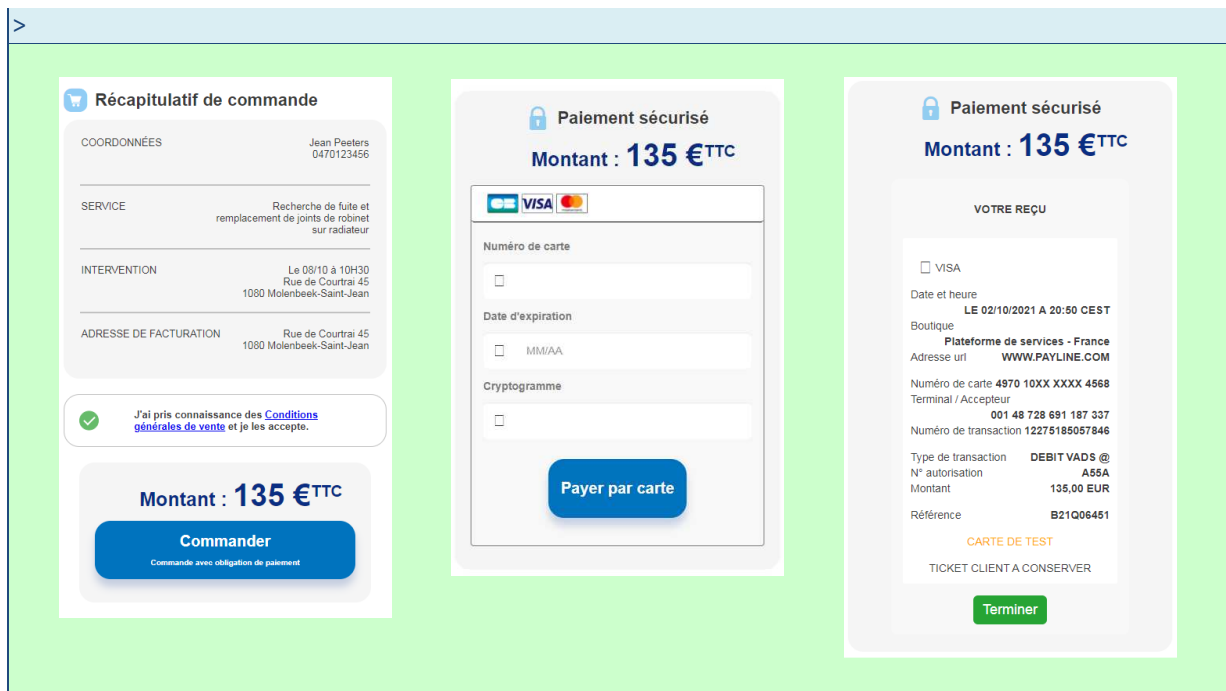 >
Récapitulatif de commande
COORDONNÉES Jean Peeters
0470123456
SERVICE Recherche de fuite et
remplacement de joints de robinet
sur radiateur
INTERVENTION Le 08/10 à 10H30
Rue de Courtrai 45
1080 Molenbeek-Saint-Jean
ADRESSE DE FACTURATION Rue de Courtrai 45
1080 Molenbeek-Saint-Jean
J'ai pris connaissance des Conditions
générales de vente et je les accepte.
Montant : 135 €TTC
Commander
Commande avec obligation de paiement
Paiement sécurisé
Montant : 135 €TTC
CB VISA
Numéro de carte
Date d'expiration
MM/AA
Cryptogramme
Payer par carte
Paiement sécurisé
Montant : 135 €TTC
VOTRE REÇU
VISA
Date et heure
LE 02/10/2021 A 20:50 CEST
Boutique
Plateforme de services - France
Adresse url WWW.PAYLINE.COM
Numéro de carte 4970 10XX XXXX 4568
Terminal / Accepteur
001 48 728 691 187 337
Numéro de transaction 12275185057846
Type de transaction DEBIT VADS @
N° autorisation A55A
Montant 135,00 EUR
Référence B21Q06451
CARTE DE TEST
TICKET CLIENT A CONSERVER
Terminer